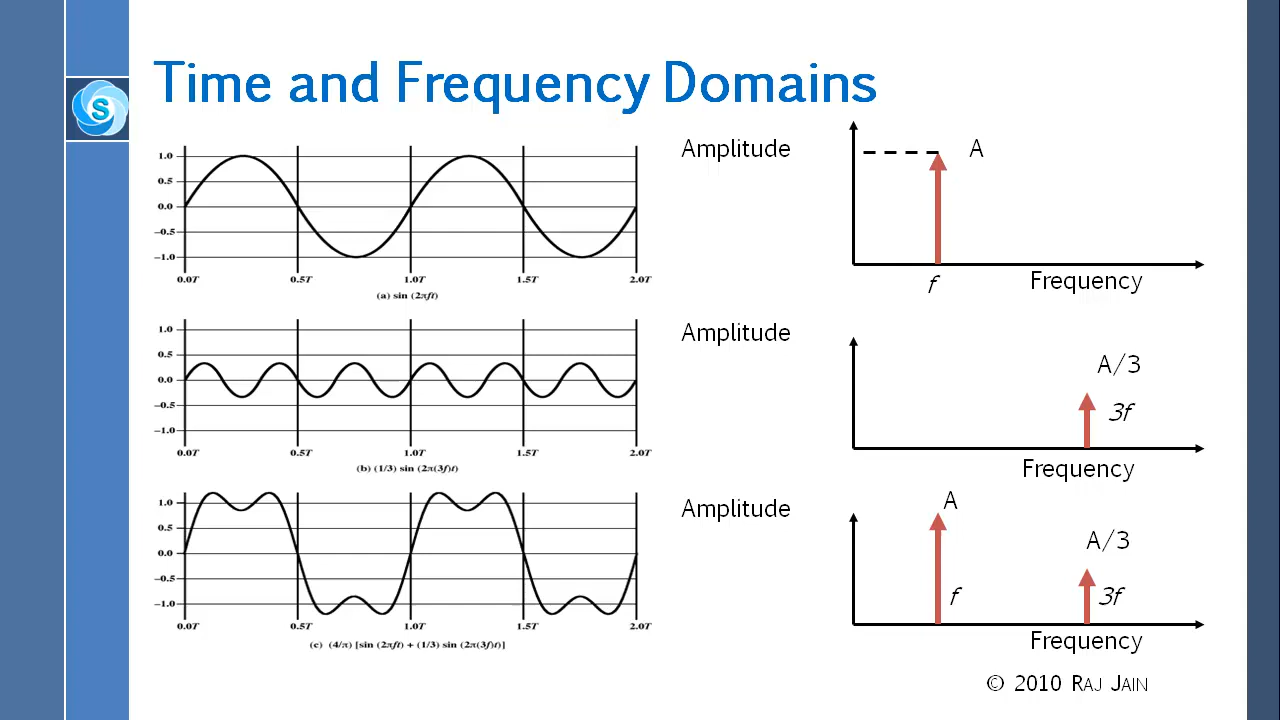 S
Time and Frequency Domains
1.0
0.5
0.0
−0.5
−1.0
0.0T 0.5T 1.0T 1.5T 2.0T
(a) sin (2πft)
Amplitude
A
f
Frequency
1.0
0.5
0.0
−0.5
−1.0
0.0T 0.5T 1.0T 1.5T 2.0T
(b) (1/3) sin (2π(3f)t)
Amplitude
A/3
3f
Frequency
1.0
0.5
0.0
−0.5
−1.0
0.0T 0.5T 1.0T 1.5T 2.0T
(c) (4/π) [sin (2πft) + (1/3) sin (2π(3f)t)]
Amplitude
A
A/3
f
3f
Frequency
© 2010 RAJ JAIN